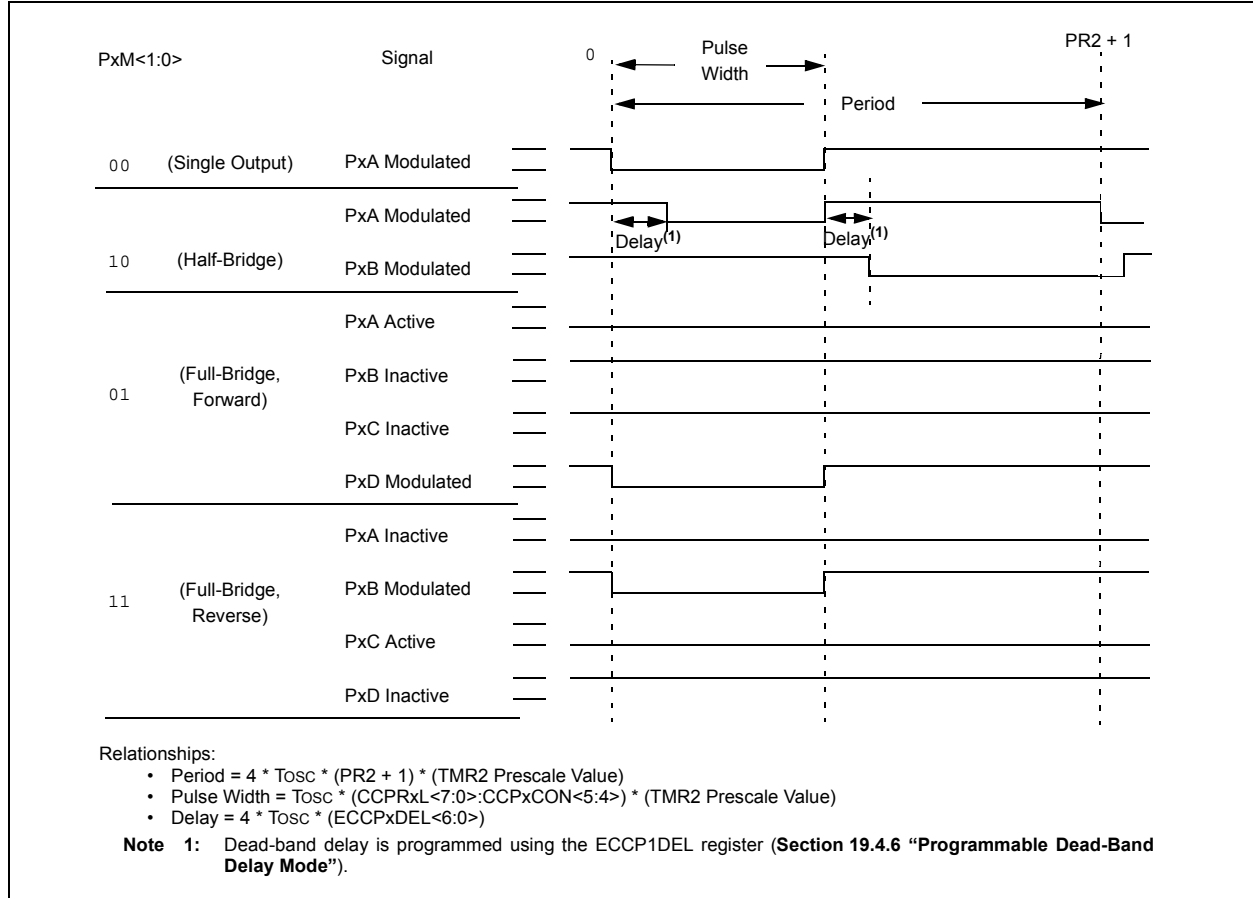 PxM<1:0> Signal 0 Pulse Width PR2 + 1
Period
00 (Single Output) PxA Modulated
PxA Modulated
Delay(1) Delay(1)
10 (Half-Bridge) PxB Modulated
PxA Active
01 (Full-Bridge, Forward) PxB Inactive
PxC Inactive
PxD Modulated
PxA Inactive
11 (Full-Bridge, Reverse) PxB Modulated
PxC Active
PxD Inactive
Relationships:
• Period = 4 * TOSC * (PR2 + 1) * (TMR2 Prescale Value)
• Pulse Width = TOSC * (CCPRxL<7:0>:CCPxCON<5:4>) * (TMR2 Prescale Value)
• Delay = 4 * TOSC * (ECCPxDEL<6:0>)
Note 1: Dead-band delay is programmed using the ECCP1DEL register (Section 19.4.6 “Programmable Dead-Band
Delay Mode”).